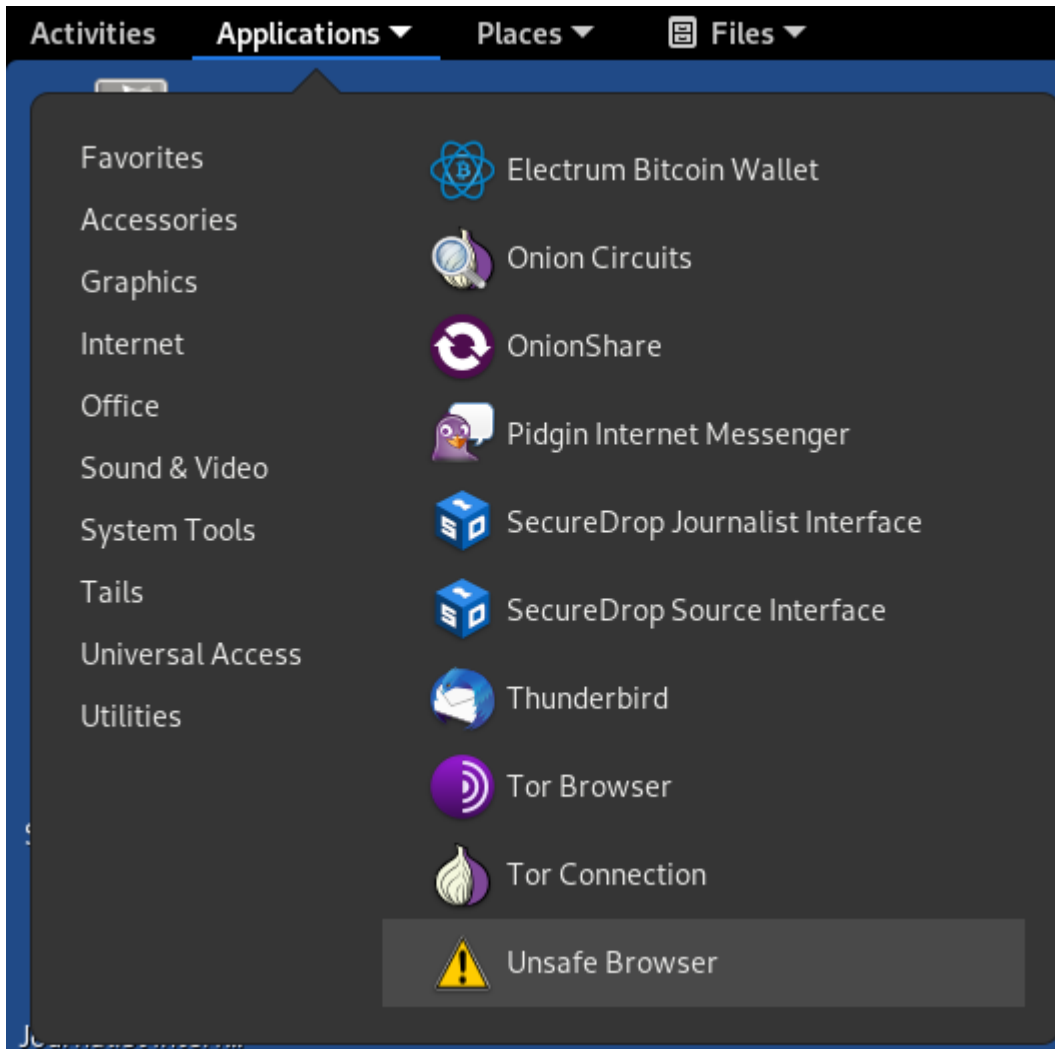 Activities Applications Places Files
Favorites
Accessories
Graphics
Internet
Office
Sound & Video
System Tools
Tails
Universal Access
Utilities
Electrum Bitcoin Wallet
Onion Circuits
OnionShare
Pidgin Internet Messenger
SecureDrop Journalist Interface
SecureDrop Source Interface
Thunderbird
Tor Browser
Tor Connection
Unsafe Browser